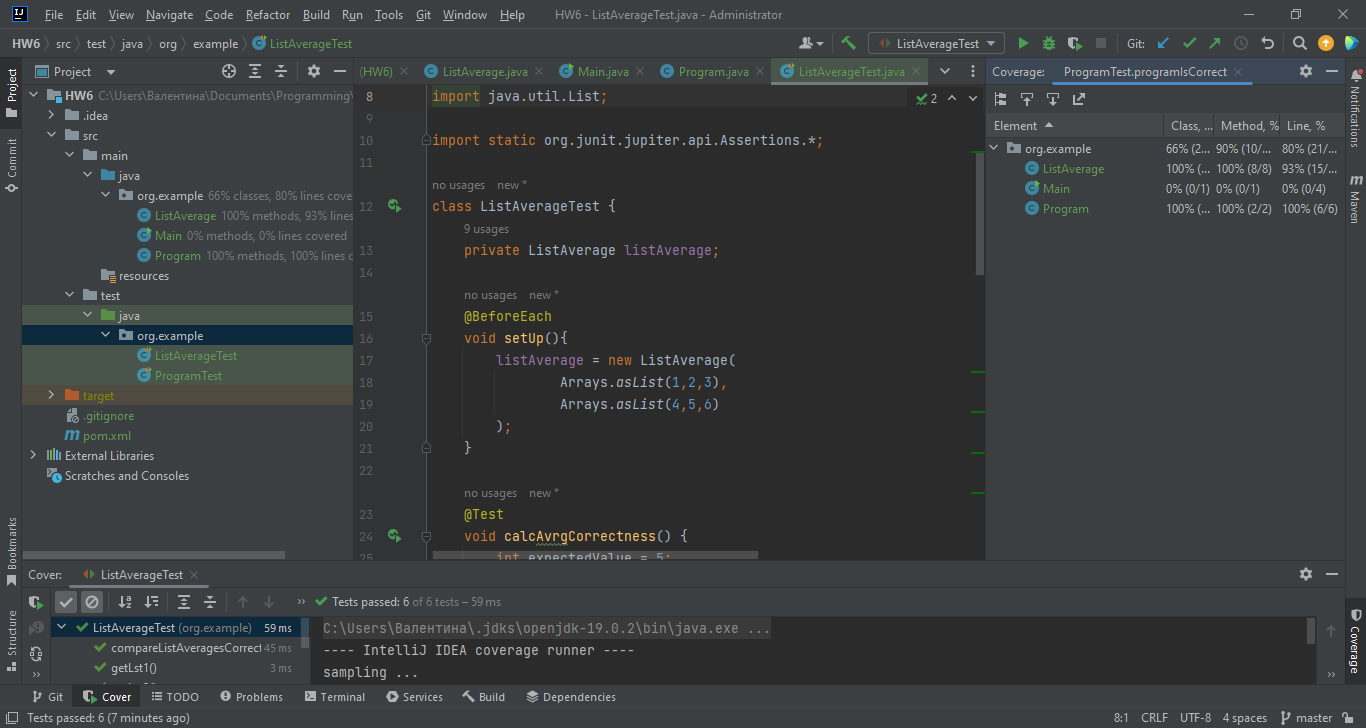 File Edit View Navigate Code Refactor Build Run Tools Git Window Help HW6 - ListAverageTest.java - Administrator
HW6 src test java org example ListAverageTest
ListAverageTest Git:
Project
Project
HW6 C:\Users\Валентина\Documents\Programming\
.idea
src
main
java
org.example 66% classes, 80% lines cove
ListAverage 100% methods, 93% lines
Main 0% methods, 0% lines covered
Program 100% methods, 100% lines c
resources
test
java
org.example
ListAverageTest
ProgramTest
target
.gitignore
pom.xml
External Libraries
Scratches and Consoles
Commit
Bookmarks
Structure
(HW6) ListAverage.java Main.java Program.java ListAverageTest.java
2
8 import java.util.List;
9
10 import static org.junit.jupiter.api.Assertions.*;
11
no usages new *
12 class ListAverageTest {
9 usages
13 private ListAverage listAverage;
14
no usages new *
15 @BeforeEach
16 void setUp(){
17 listAverage = new ListAverage(
18 Arrays.asList(1,2,3),
19 Arrays.asList(4,5,6)
20 );
21 }
22
no usages new *
23 @Test
24 void calcAvrgCorrectness() {
25 int expectedValue = 5;
Coverage: ProgramTest.programIsCorrect
Element Class, ... Method, % Line, %
org.example 66% (2... 90% (10/... 80% (21/...
ListAverage 100% (... 100% (8/8) 93% (15/...
Main 0% (0/1) 0% (0/1) 0% (0/4)
Program 100% (... 100% (2/2) 100% (6/6)
Notifications
Maven
Coverage
Cover: ListAverageTest
Tests passed: 6 of 6 tests – 59 ms
ListAverageTest (org.example) 59 ms
compareListAveragesCorrect 45 ms
getLst1() 3 ms
C:\Users\Валентина\.jdks\openjdk-19.0.2\bin\java.exe ...
---- IntelliJ IDEA coverage runner ----
sampling ...
Git Cover TODO Problems Terminal Services Build Dependencies
Tests passed: 6 (7 minutes ago) 8:1 CRLF UTF-8 4 spaces master